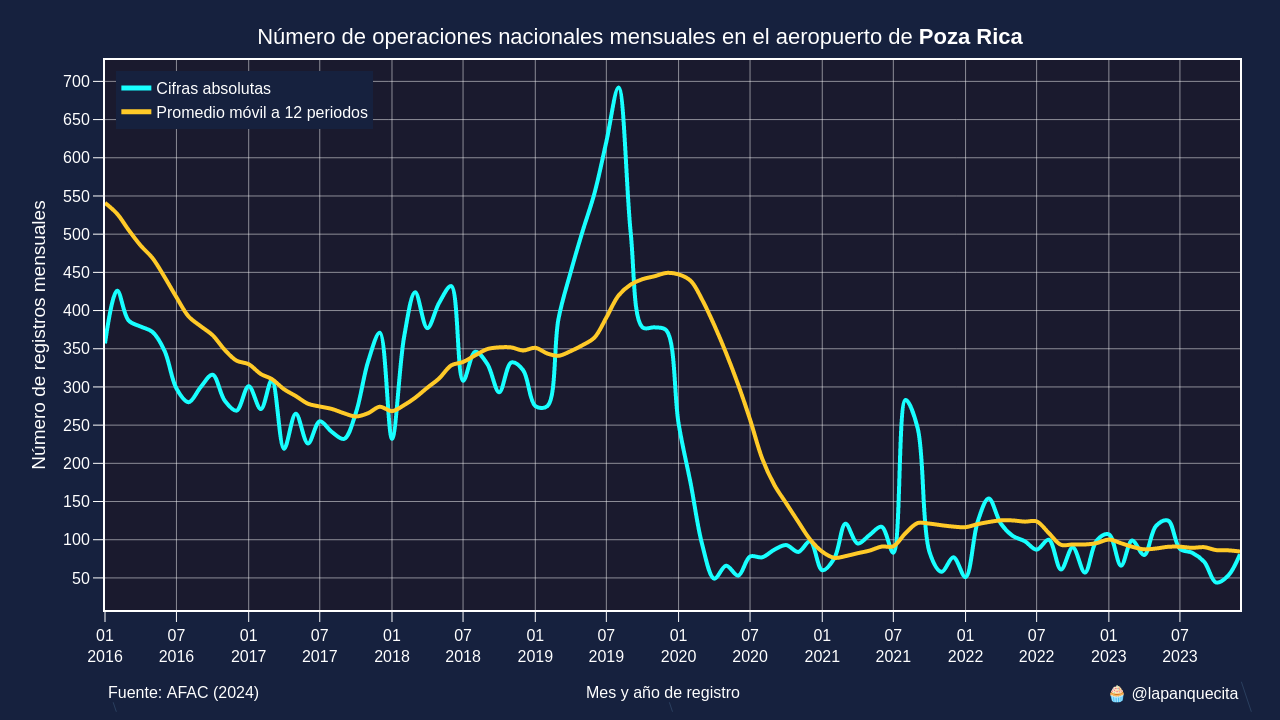 Número de operaciones nacionales mensuales en el aeropuerto de Poza Rica
Cifras absolutas
Promedio móvil a 12 periodos
Número de registros mensuales
700
650
600
550
500
450
400
350
300
250
200
150
100
50
01 07 01 07 01 07 01 07 01 07 01 07 01 07 01 07
2016 2016 2017 2017 2018 2018 2019 2019 2020 2020 2021 2021 2022 2022 2023 2023
Fuente: AFAC (2024) Mes y año de registro 🧁 @lapanquecita